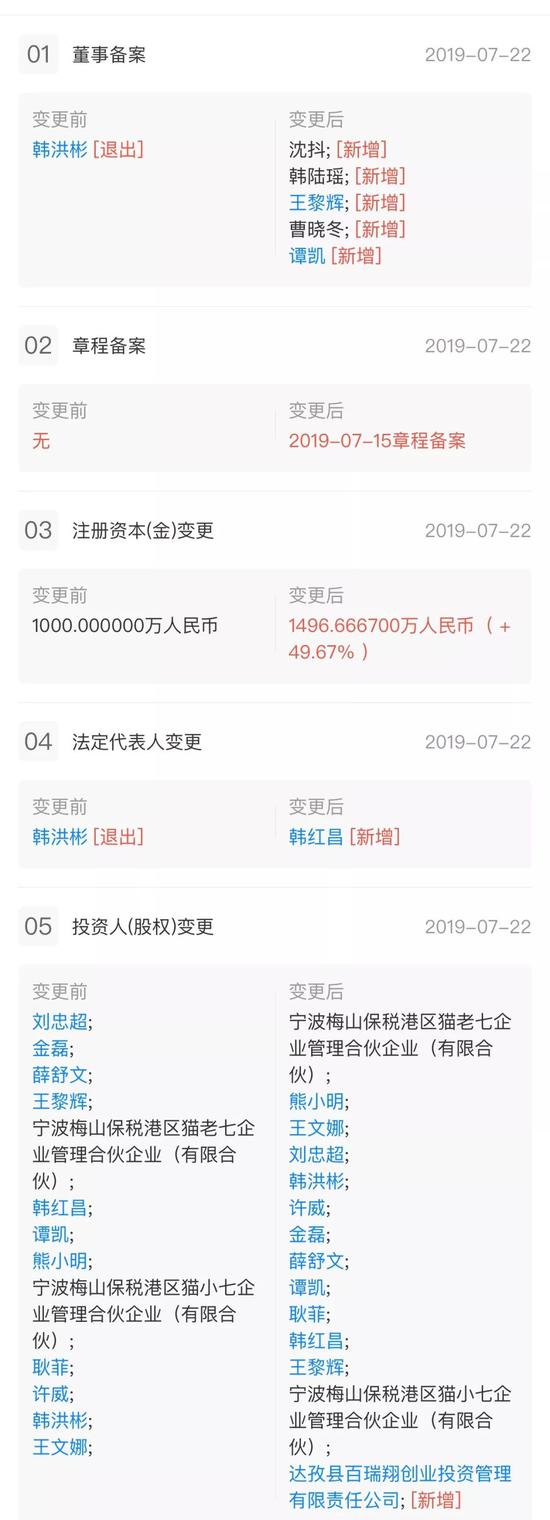 01 董事备案 2019-07-22
变更前
韩洪彬 [退出]
变更后
沈抖; [新增]
韩陆瑶; [新增]
王黎辉; [新增]
曹晓冬; [新增]
谭凯 [新增]
02 章程备案 2019-07-22
变更前
无
变更后
2019-07-15章程备案
03 注册资本(金)变更 2019-07-22
变更前
1000.000000万人民币
变更后
1496.666700万人民币（ +
49.67% ）
04 法定代表人变更 2019-07-22
变更前
韩洪彬 [退出]
变更后
韩红昌 [新增]
05 投资人(股权)变更 2019-07-22
变更前
刘忠超;
金磊;
薛舒文;
王黎辉;
宁波梅山保税港区猫老七企
业管理合伙企业（有限合
伙）;
韩红昌;
谭凯;
熊小明;
宁波梅山保税港区猫小七企
业管理合伙企业（有限合
伙）;
耿菲;
许威;
韩洪彬;
王文娜;
变更后
宁波梅山保税港区猫老七企
业管理合伙企业（有限合
伙）;
熊小明;
王文娜;
刘忠超;
韩洪彬;
许威;
金磊;
薛舒文;
谭凯;
耿菲;
韩红昌;
王黎辉;
宁波梅山保税港区猫小七企
业管理合伙企业（有限合
伙）;
达孜县百瑞翔创业投资管理
有限责任公司; [新增]